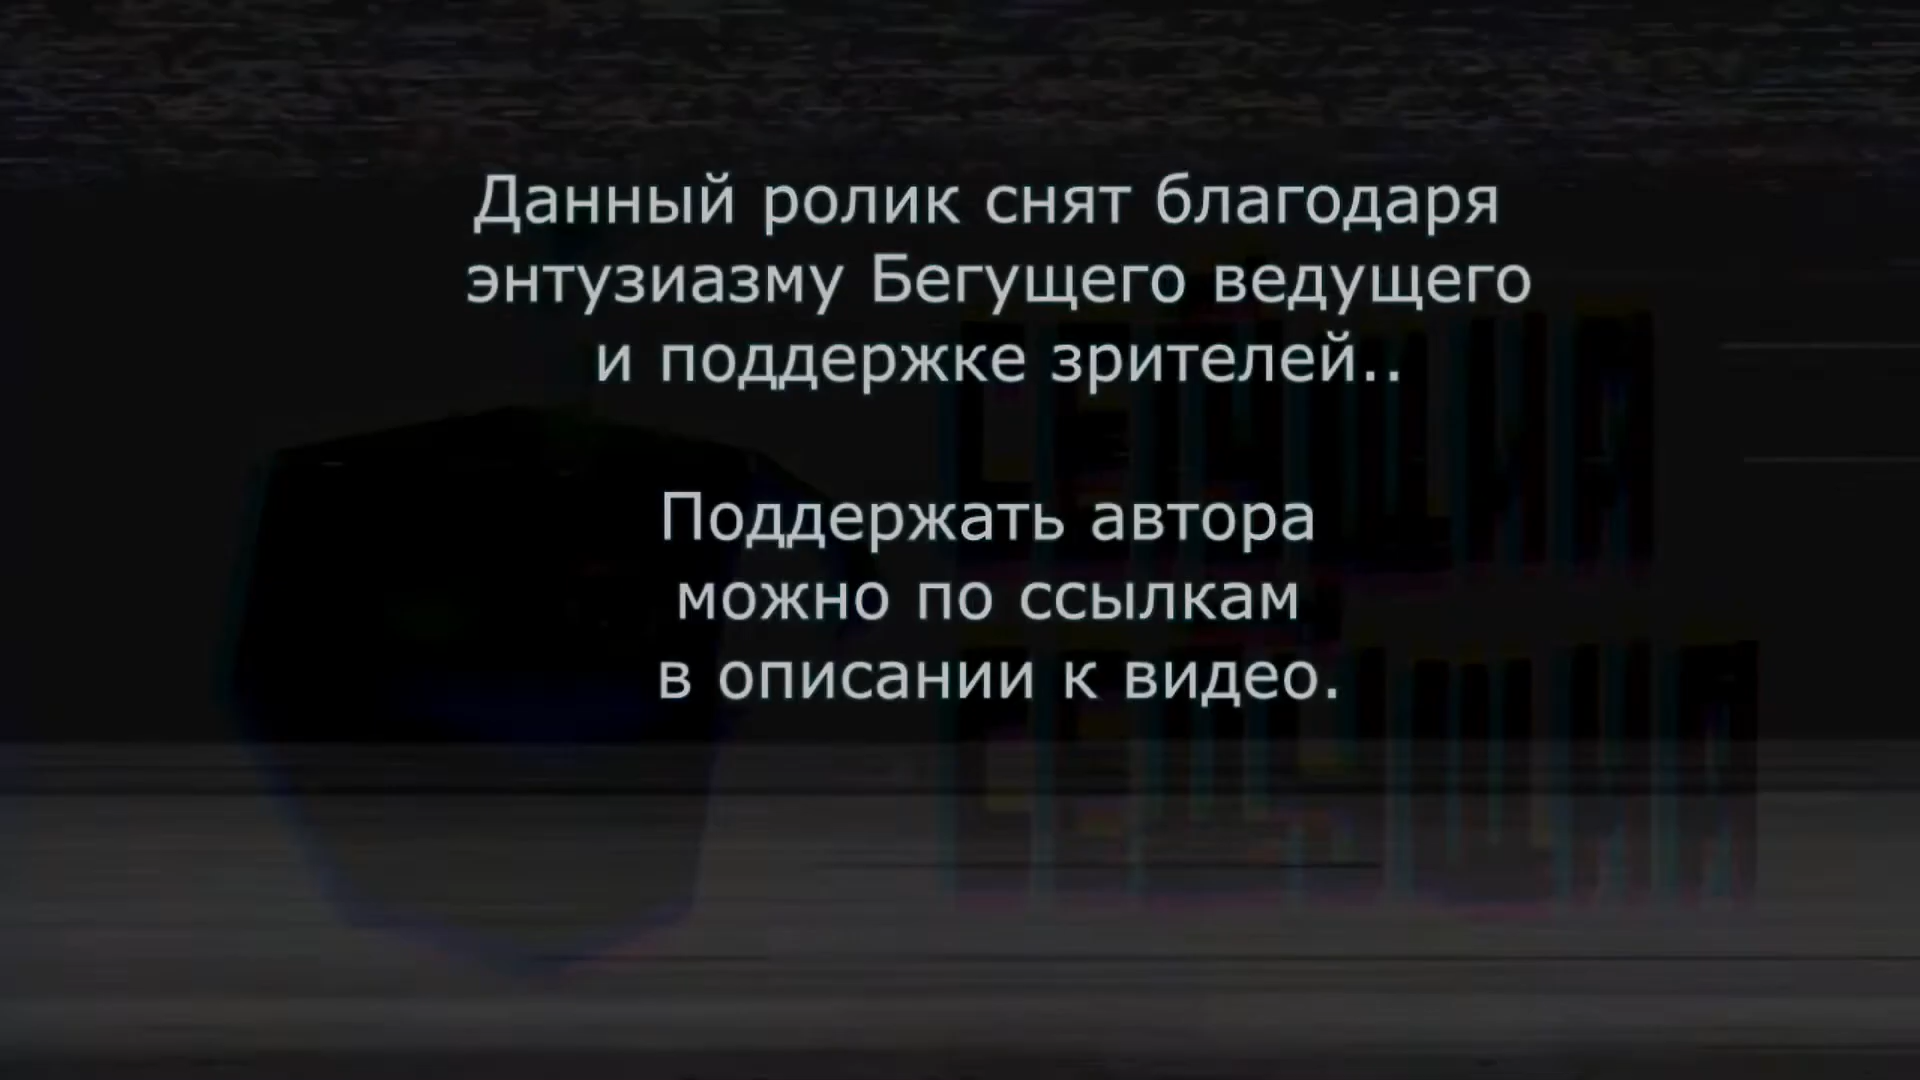 Данный ролик снят благодаря
энтузиазму Бегущего ведущего
и поддержке зрителей..
Поддержать автора
можно по ссылкам
в описании к видео.